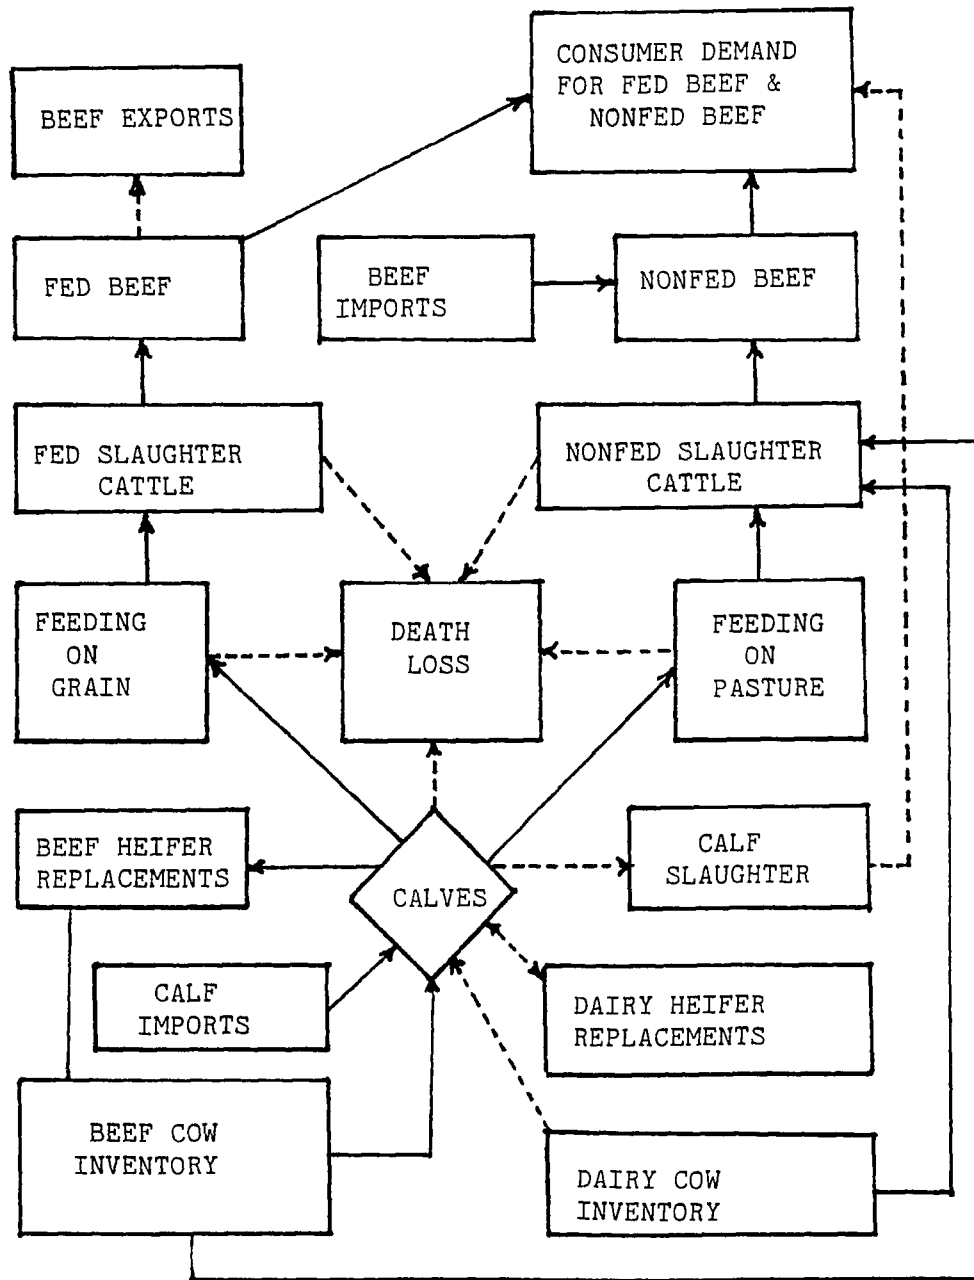 CONSUMER DEMAND
FOR FED BEEF &
NONFED BEEF
BEEF EXPORTS
FED BEEF
BEEF
IMPORTS
NONFED BEEF
FED SLAUGHTER
CATTLE
NONFED SLAUGHTER
CATTLE
FEEDING
ON
GRAIN
DEATH
LOSS
FEEDING
ON
PASTURE
BEEF HEIFER
REPLACEMENTS
CALVES
CALF
SLAUGHTER
CALF
IMPORTS
DAIRY HEIFER
REPLACEMENTS
BEEF COW
INVENTORY
DAIRY COW
INVENTORY